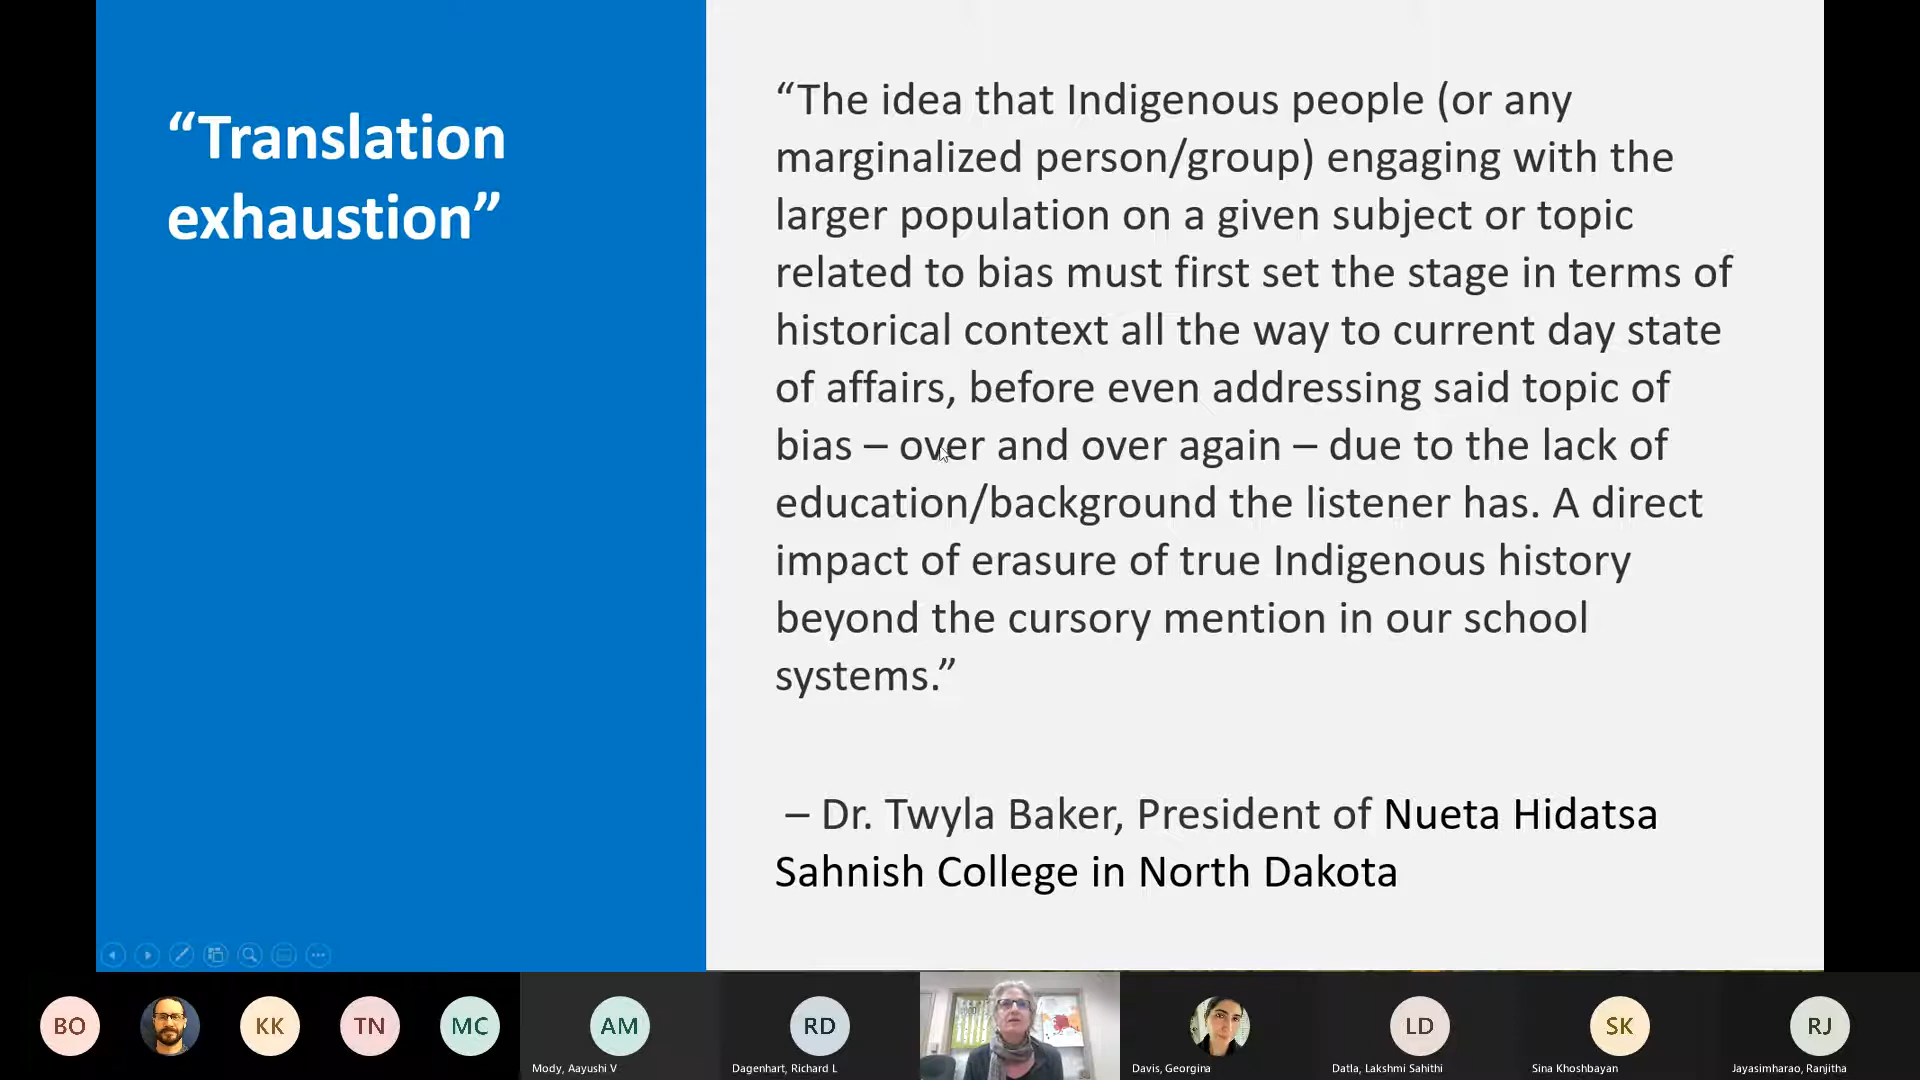 “Translation
exhaustion”
“The idea that Indigenous people (or any
marginalized person/group) engaging with the
larger population on a given subject or topic
related to bias must first set the stage in terms of
historical context all the way to current day state
of affairs, before even addressing said topic of
bias – over and over again – due to the lack of
education/background the listener has. A direct
impact of erasure of true Indigenous history
beyond the cursory mention in our school
systems.”
– Dr. Twyla Baker, President of Nueta Hidatsa
Sahnish College in North Dakota
BO
KK
TN
MC
AM
RD
LD
SK
RJ
Mody, Aayushi V
Dagenhart, Richard L
Davis, Georgina
Datla, Lakshmi Sahithi
Sina Khoshbayan
Jayasimharao, Ranjitha